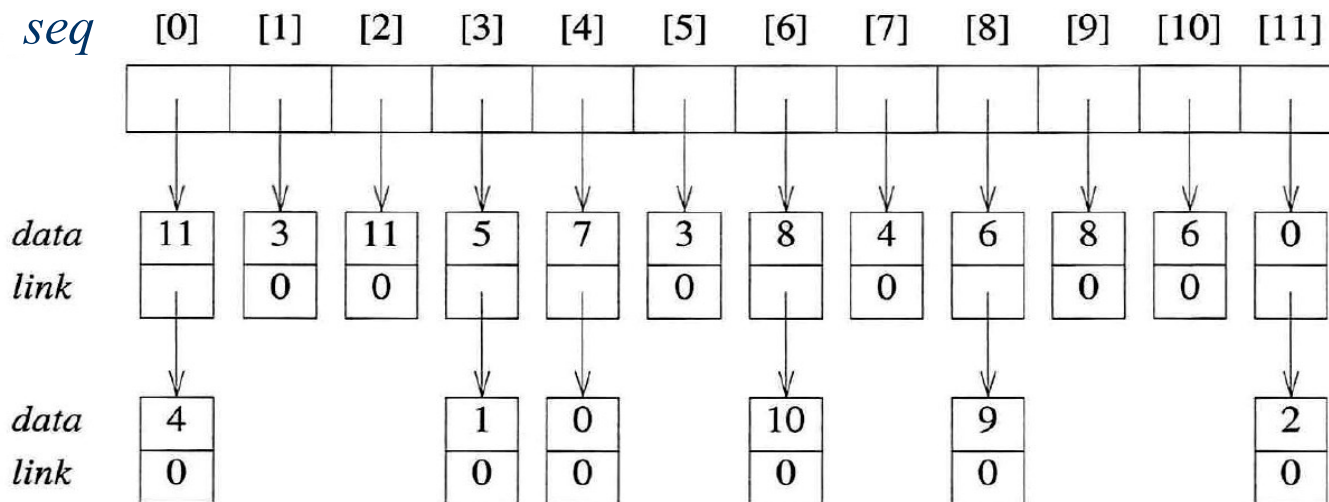 seq [0] [1] [2] [3] [4] [5] [6] [7] [8] [9] [10] [11]
data 11 3 11 5 7 3 8 4 6 8 6 0
link 0 0 0 0 0 0
data 4 1 0 10 9 2
link 0 0 0 0 0 0